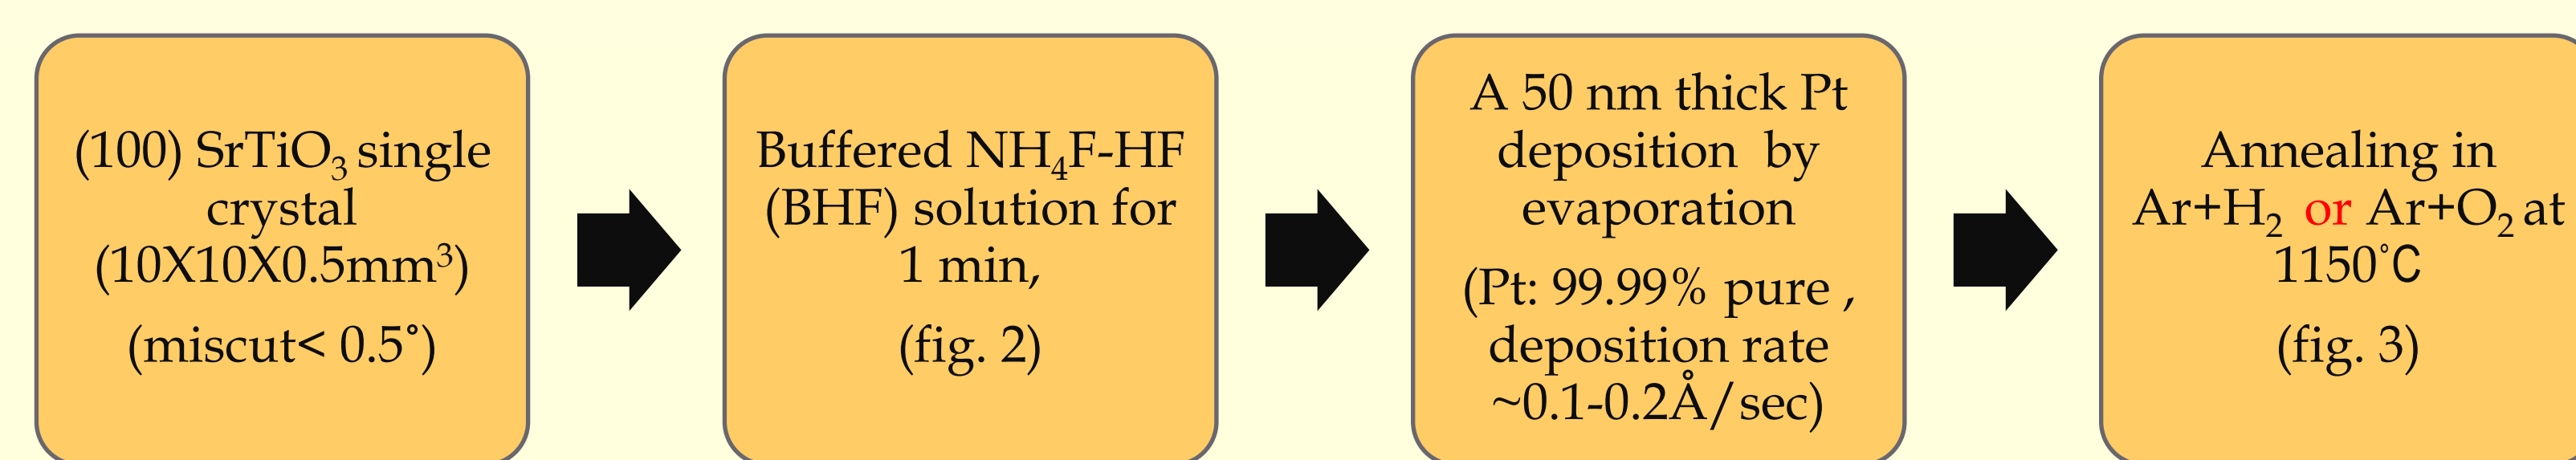 (100) SrTiO₃ single
crystal
(10X10X0.5mm³)
(miscut< 0.5˚)
Buffered NH₄F-HF
(BHF) solution for
1 min,
(fig. 2)
A 50 nm thick Pt
deposition by
evaporation
(Pt: 99.99% pure ,
deposition rate
~0.1-0.2Å/sec)
Annealing in
Ar+H₂ or Ar+O₂ at
1150˚C
(fig. 3)